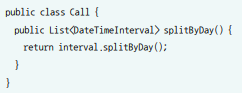 public class Call {
  public List<DateTimeInterval> splitByDay() {
    return interval.splitByDay();
  }
}